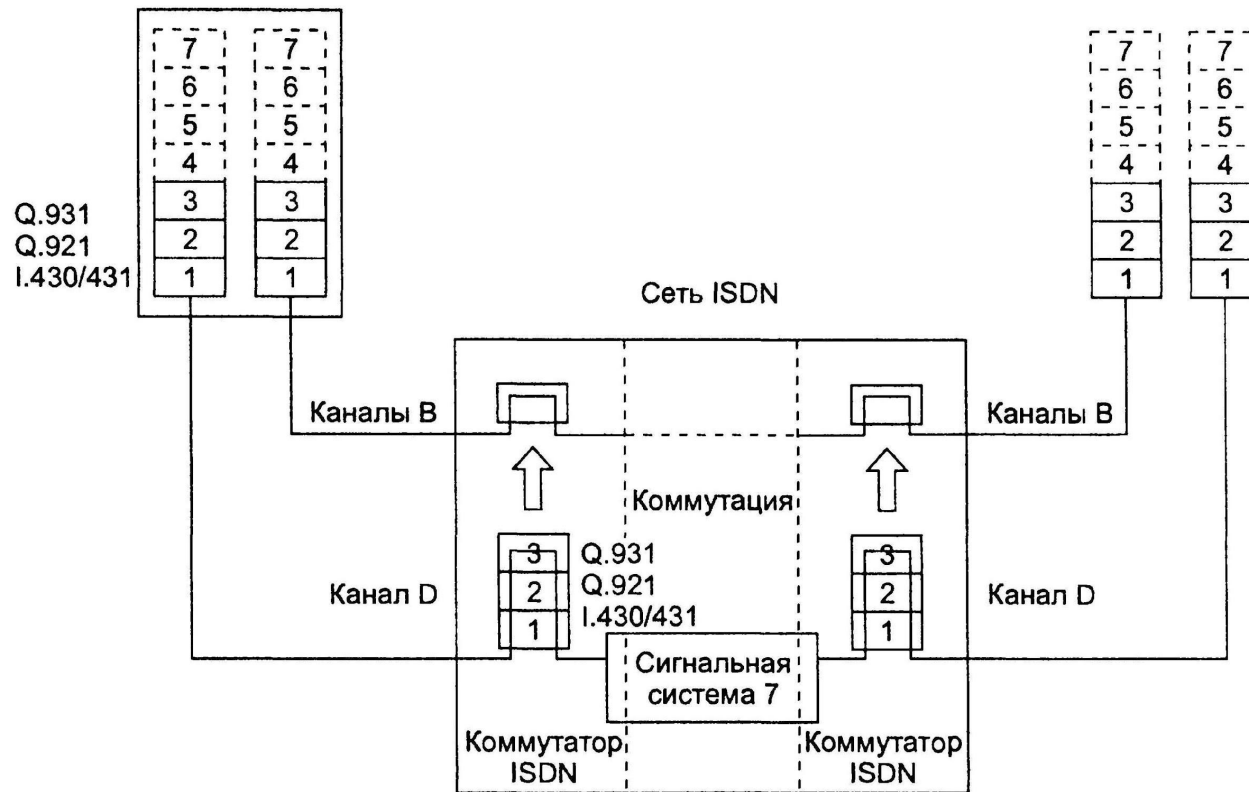 7 7
6 6
5 5
4 4
3 3
2 2
1 1
Q.931
Q.921
I.430/431
7 7
6 6
5 5
4 4
3 3
2 2
1 1
Сеть ISDN
Каналы B
Каналы B
Коммутация
3
2
1
Q.931
Q.921
I.430/431
3
2
1
Канал D
Канал D
Сигнальная
система 7
Коммутатор
ISDN
Коммутатор
ISDN